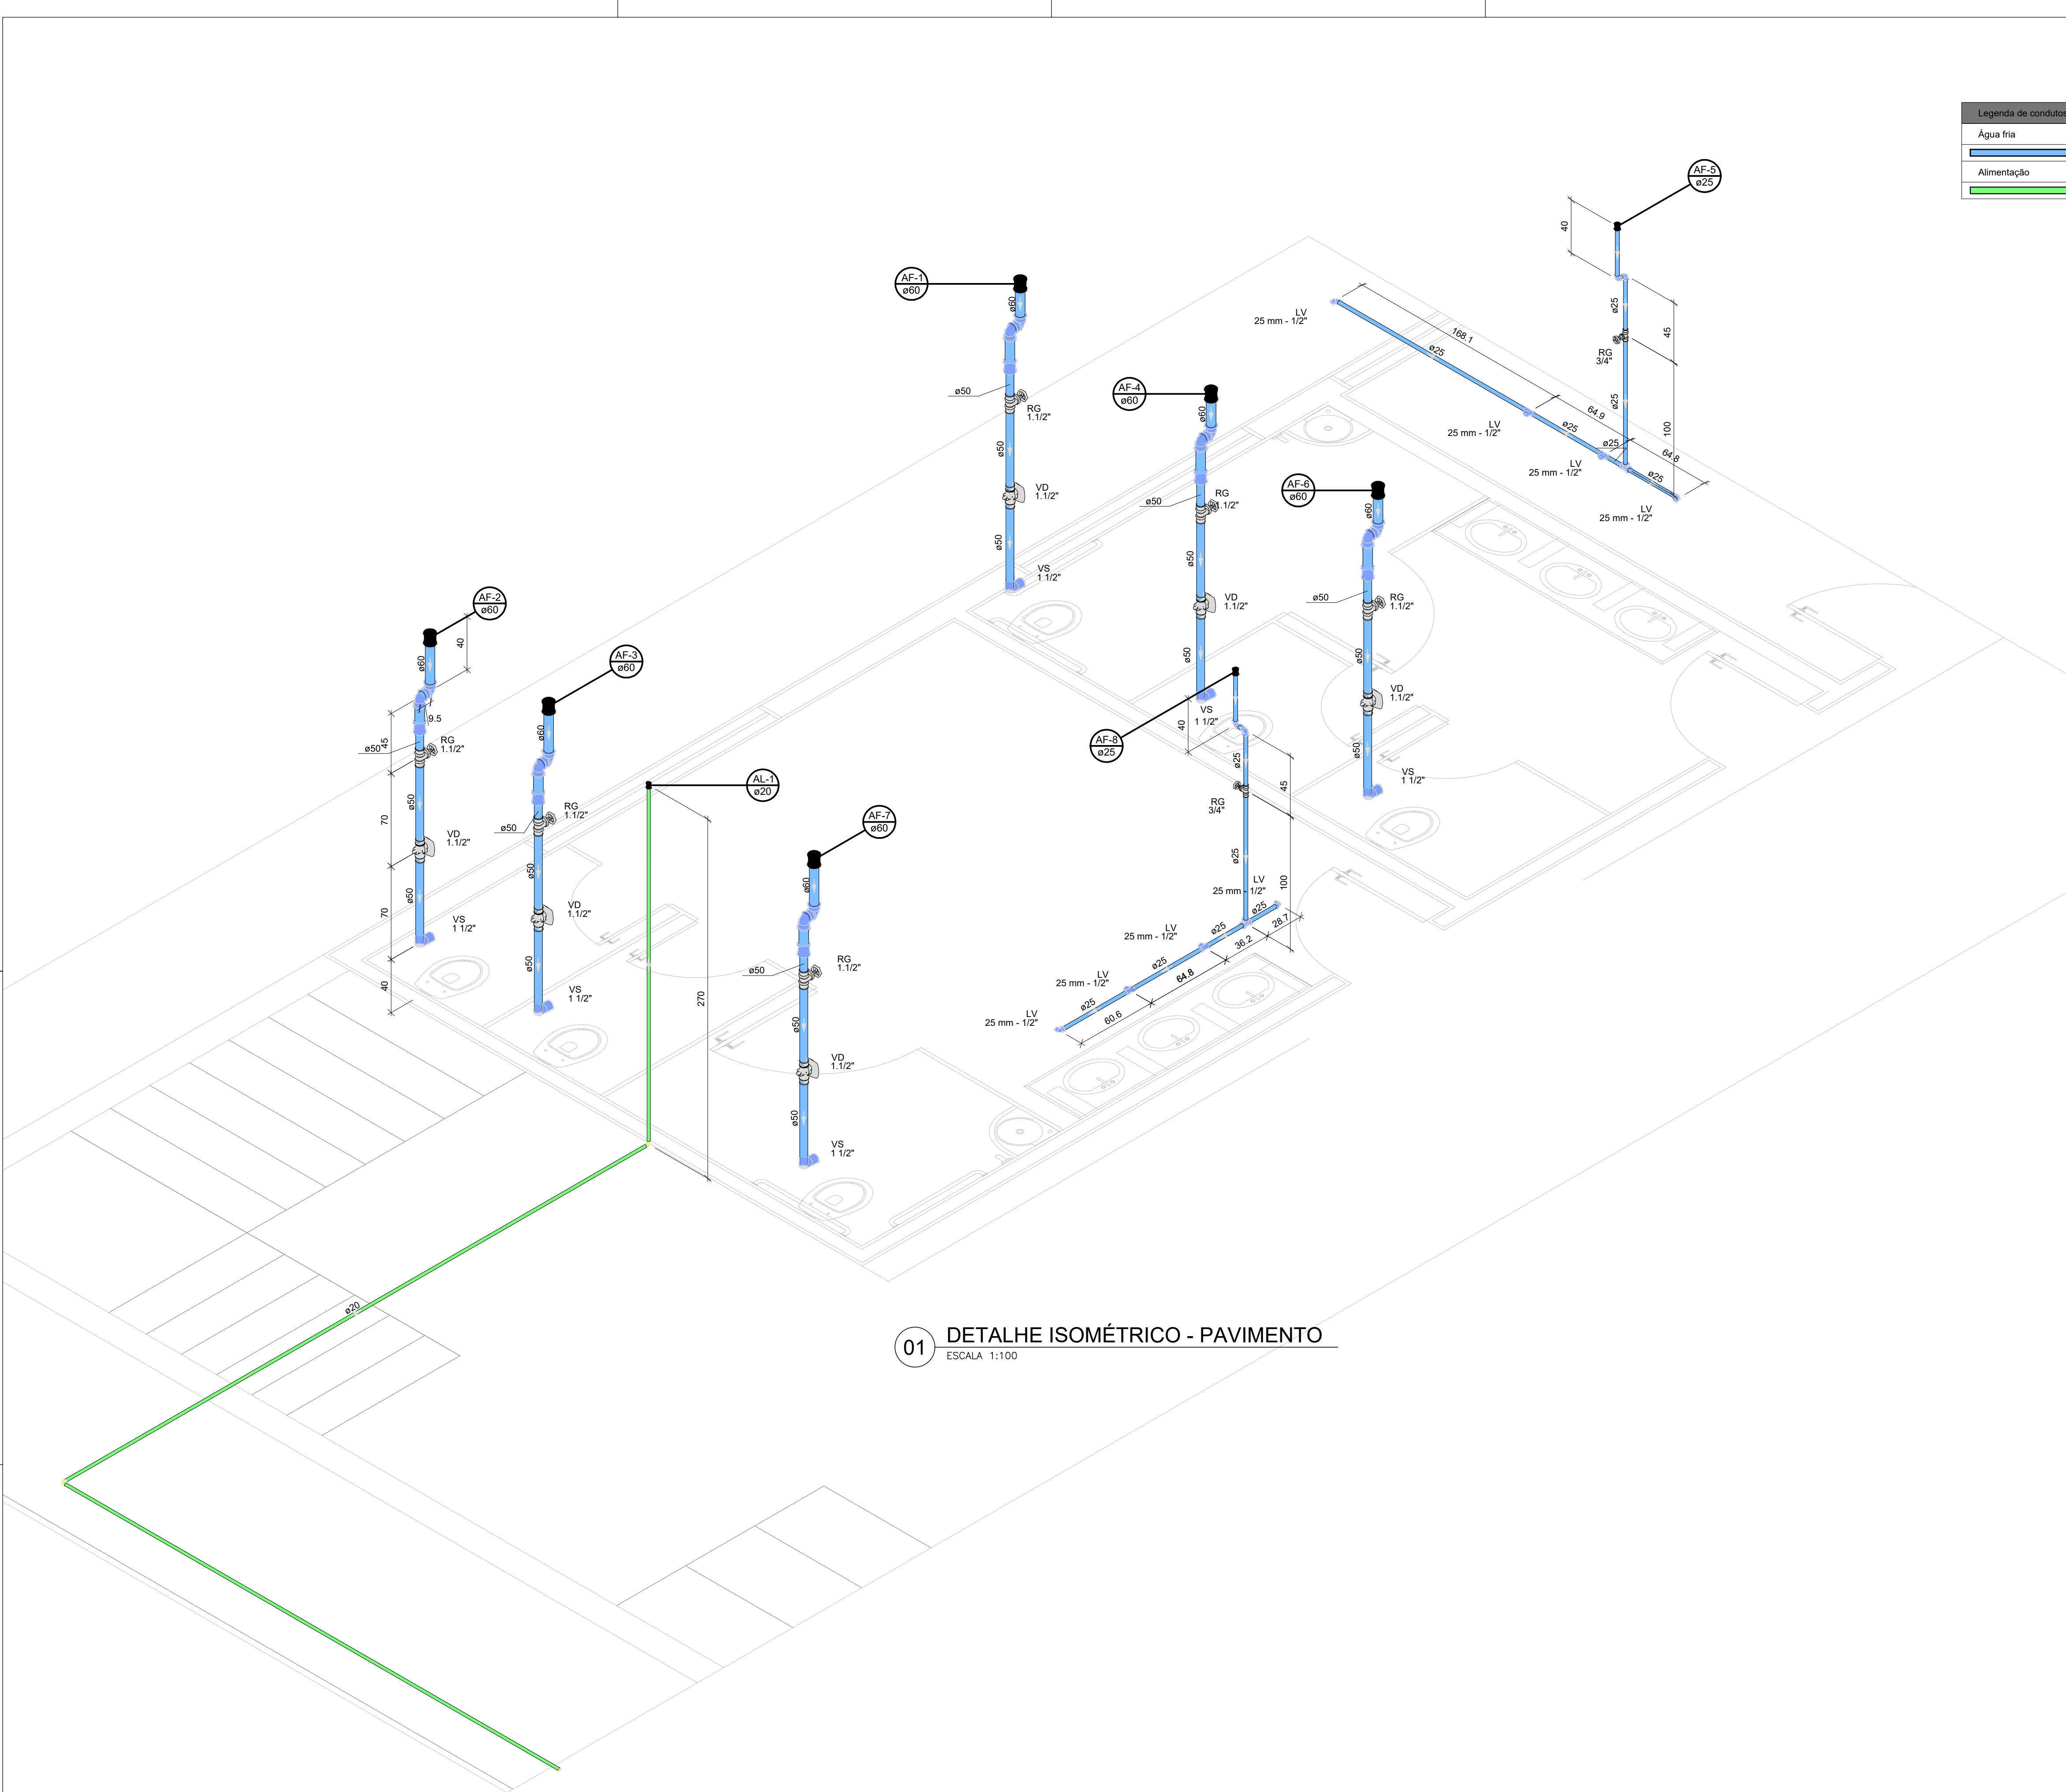 Legenda de condutos
Água fria
Alimentação
AF-5
ø25
40
ø25
45
RG
3/4"
ø25
100
LV
25 mm - 1/2"
168.1
ø25
64.9
LV
25 mm - 1/2"
ø25
ø25
64.8
LV
25 mm - 1/2"
ø25
LV
25 mm - 1/2"
AF-1
ø60
ø60
ø50
RG
1.1/2"
ø50
VD
1.1/2"
ø50
VS
1 1/2"
AF-4
ø60
ø60
ø50
RG
1.1/2"
ø50
VD
1.1/2"
ø50
VS
1 1/2"
AF-6
ø60
ø60
ø50
RG
1.1/2"
ø50
VD
1.1/2"
ø50
VS
1 1/2"
AF-2
ø60
40
ø60
9.5
45
ø50
RG
1.1/2"
70
ø50
VD
1.1/2"
70
ø50
VS
1 1/2"
40
AF-3
ø60
ø60
ø50
RG
1.1/2"
ø50
VD
1.1/2"
ø50
VS
1 1/2"
AL-1
ø20
270
ø20
AF-7
ø60
ø60
ø50
RG
1.1/2"
ø50
VD
1.1/2"
ø50
VS
1 1/2"
AF-8
ø25
40
ø25
45
RG
3/4"
ø25
100
LV
25 mm - 1/2"
ø25
28.7
ø25
36.2
LV
25 mm - 1/2"
ø25
64.8
LV
25 mm - 1/2"
ø25
60.6
LV
25 mm - 1/2"
01
DETALHE ISOMÉTRICO - PAVIMENTO
ESCALA 1:100